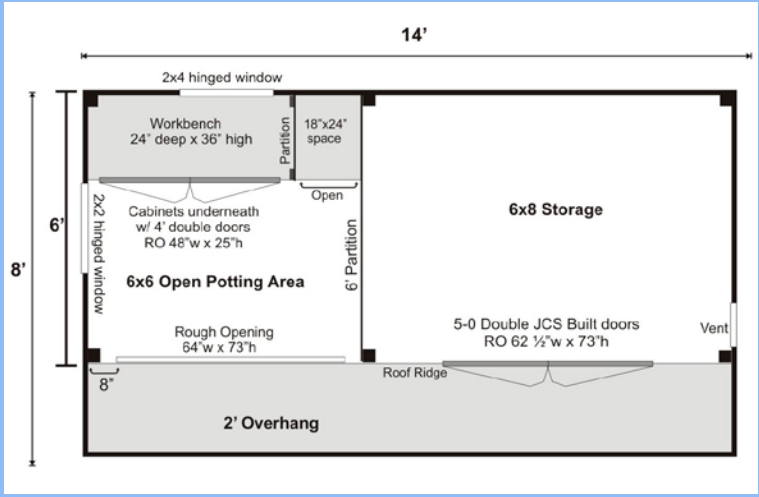 14'
2x4 hinged window
Workbench
24" deep x 36" high
Partition
18"x24"
space
Open
2x2 hinged window
Cabinets underneath
w/ 4' double doors
RO 48"w x 25"h
6' Partition
6x8 Storage
6'
8'
6x6 Open Potting Area
Rough Opening
64"w x 73"h
5-0 Double JCS Built doors
RO 62 ½"w x 73"h
Vent
8"
Roof Ridge
2' Overhang